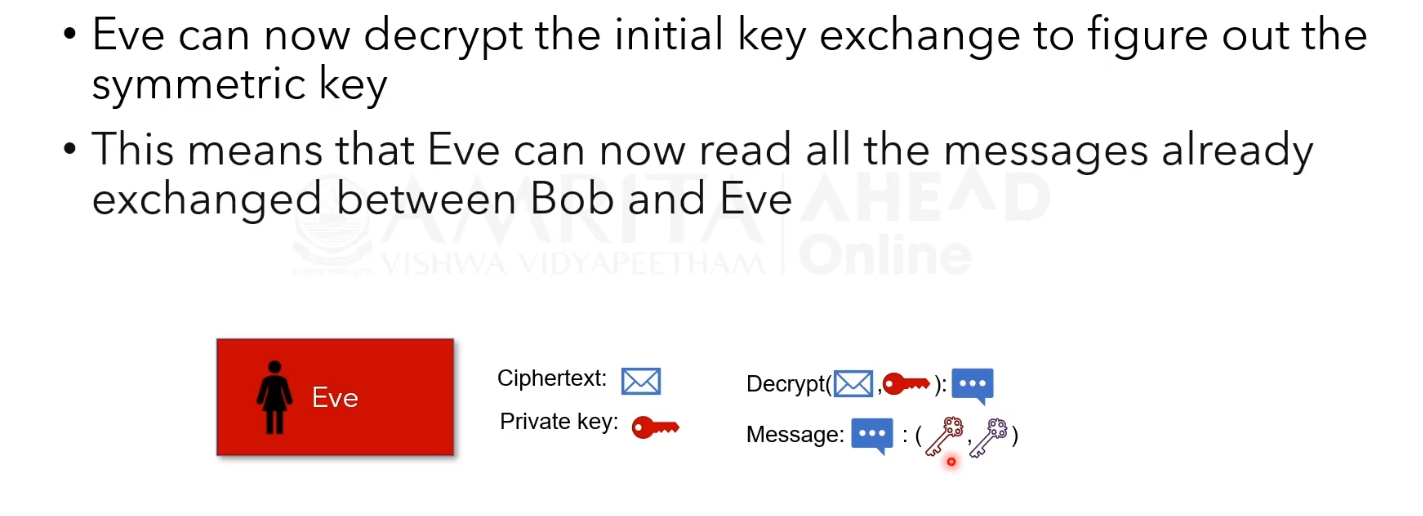 • Eve can now decrypt the initial key exchange to figure out the
symmetric key
• This means that Eve can now read all the messages already
exchanged between Bob and Eve
AMRITA AHEAD
VISHWA VIDYAPEETHAM Online
Eve
Ciphertext:
Private key:
Decrypt( , ):
Message: : ( , )